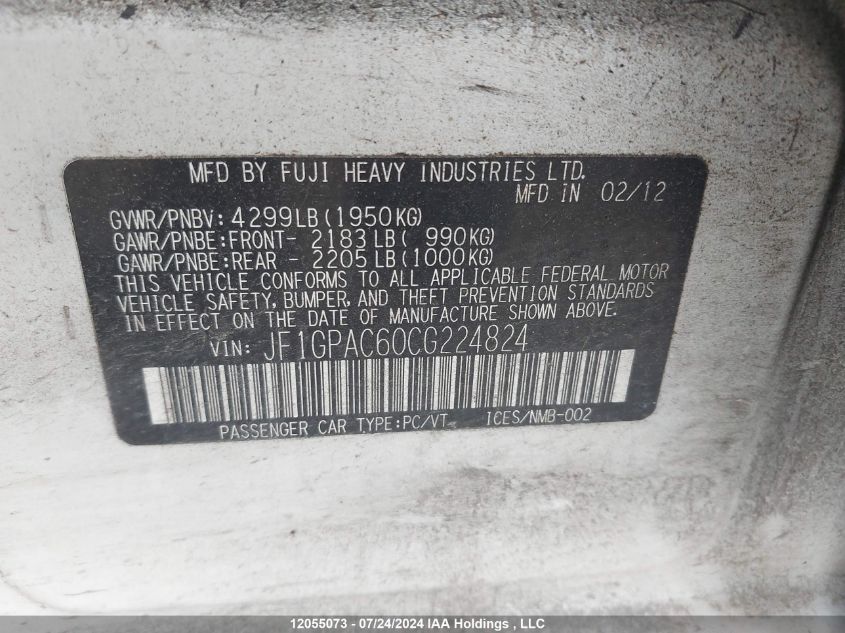 MFD BY FUJI HEAVY INDUSTRIES LTD.
MFD IN 02/12
GVWR/PNBV: 4299LB(1950KG)
GAWR/PNBE:FRONT- 2183LB( 990KG)
GAWR/PNBE:REAR - 2205LB(1000KG)
THIS VEHICLE CONFORMS TO ALL APPLICABLE FEDERAL MOTOR
VEHICLE SAFETY, BUMPER, AND THEFT PREVENTION STANDARDS
IN EFFECT ON THE DATE OF MANUFACTURE SHOWN ABOVE.
VIN: JF1GPAC60CG224824
PASSENGER CAR TYPE:PC/VT ICES/NMB-002
12055073 - 07/24/2024 IAA Holdings , LLC